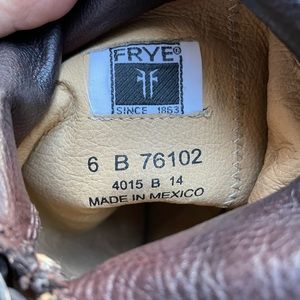 FRYE®
SINCE 1863
6 B 76102
4015 B 14
MADE IN MEXICO